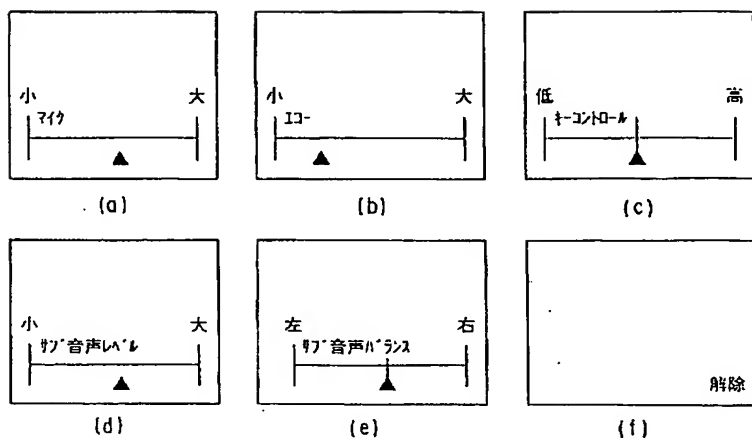 小 大
マイク
(a)
小 大
エコー
(b)
低 高
キーコントロール
(c)
小 大
サブ音声レベル
(d)
左 右
サブ音声バランス
(e)
解除
(f)